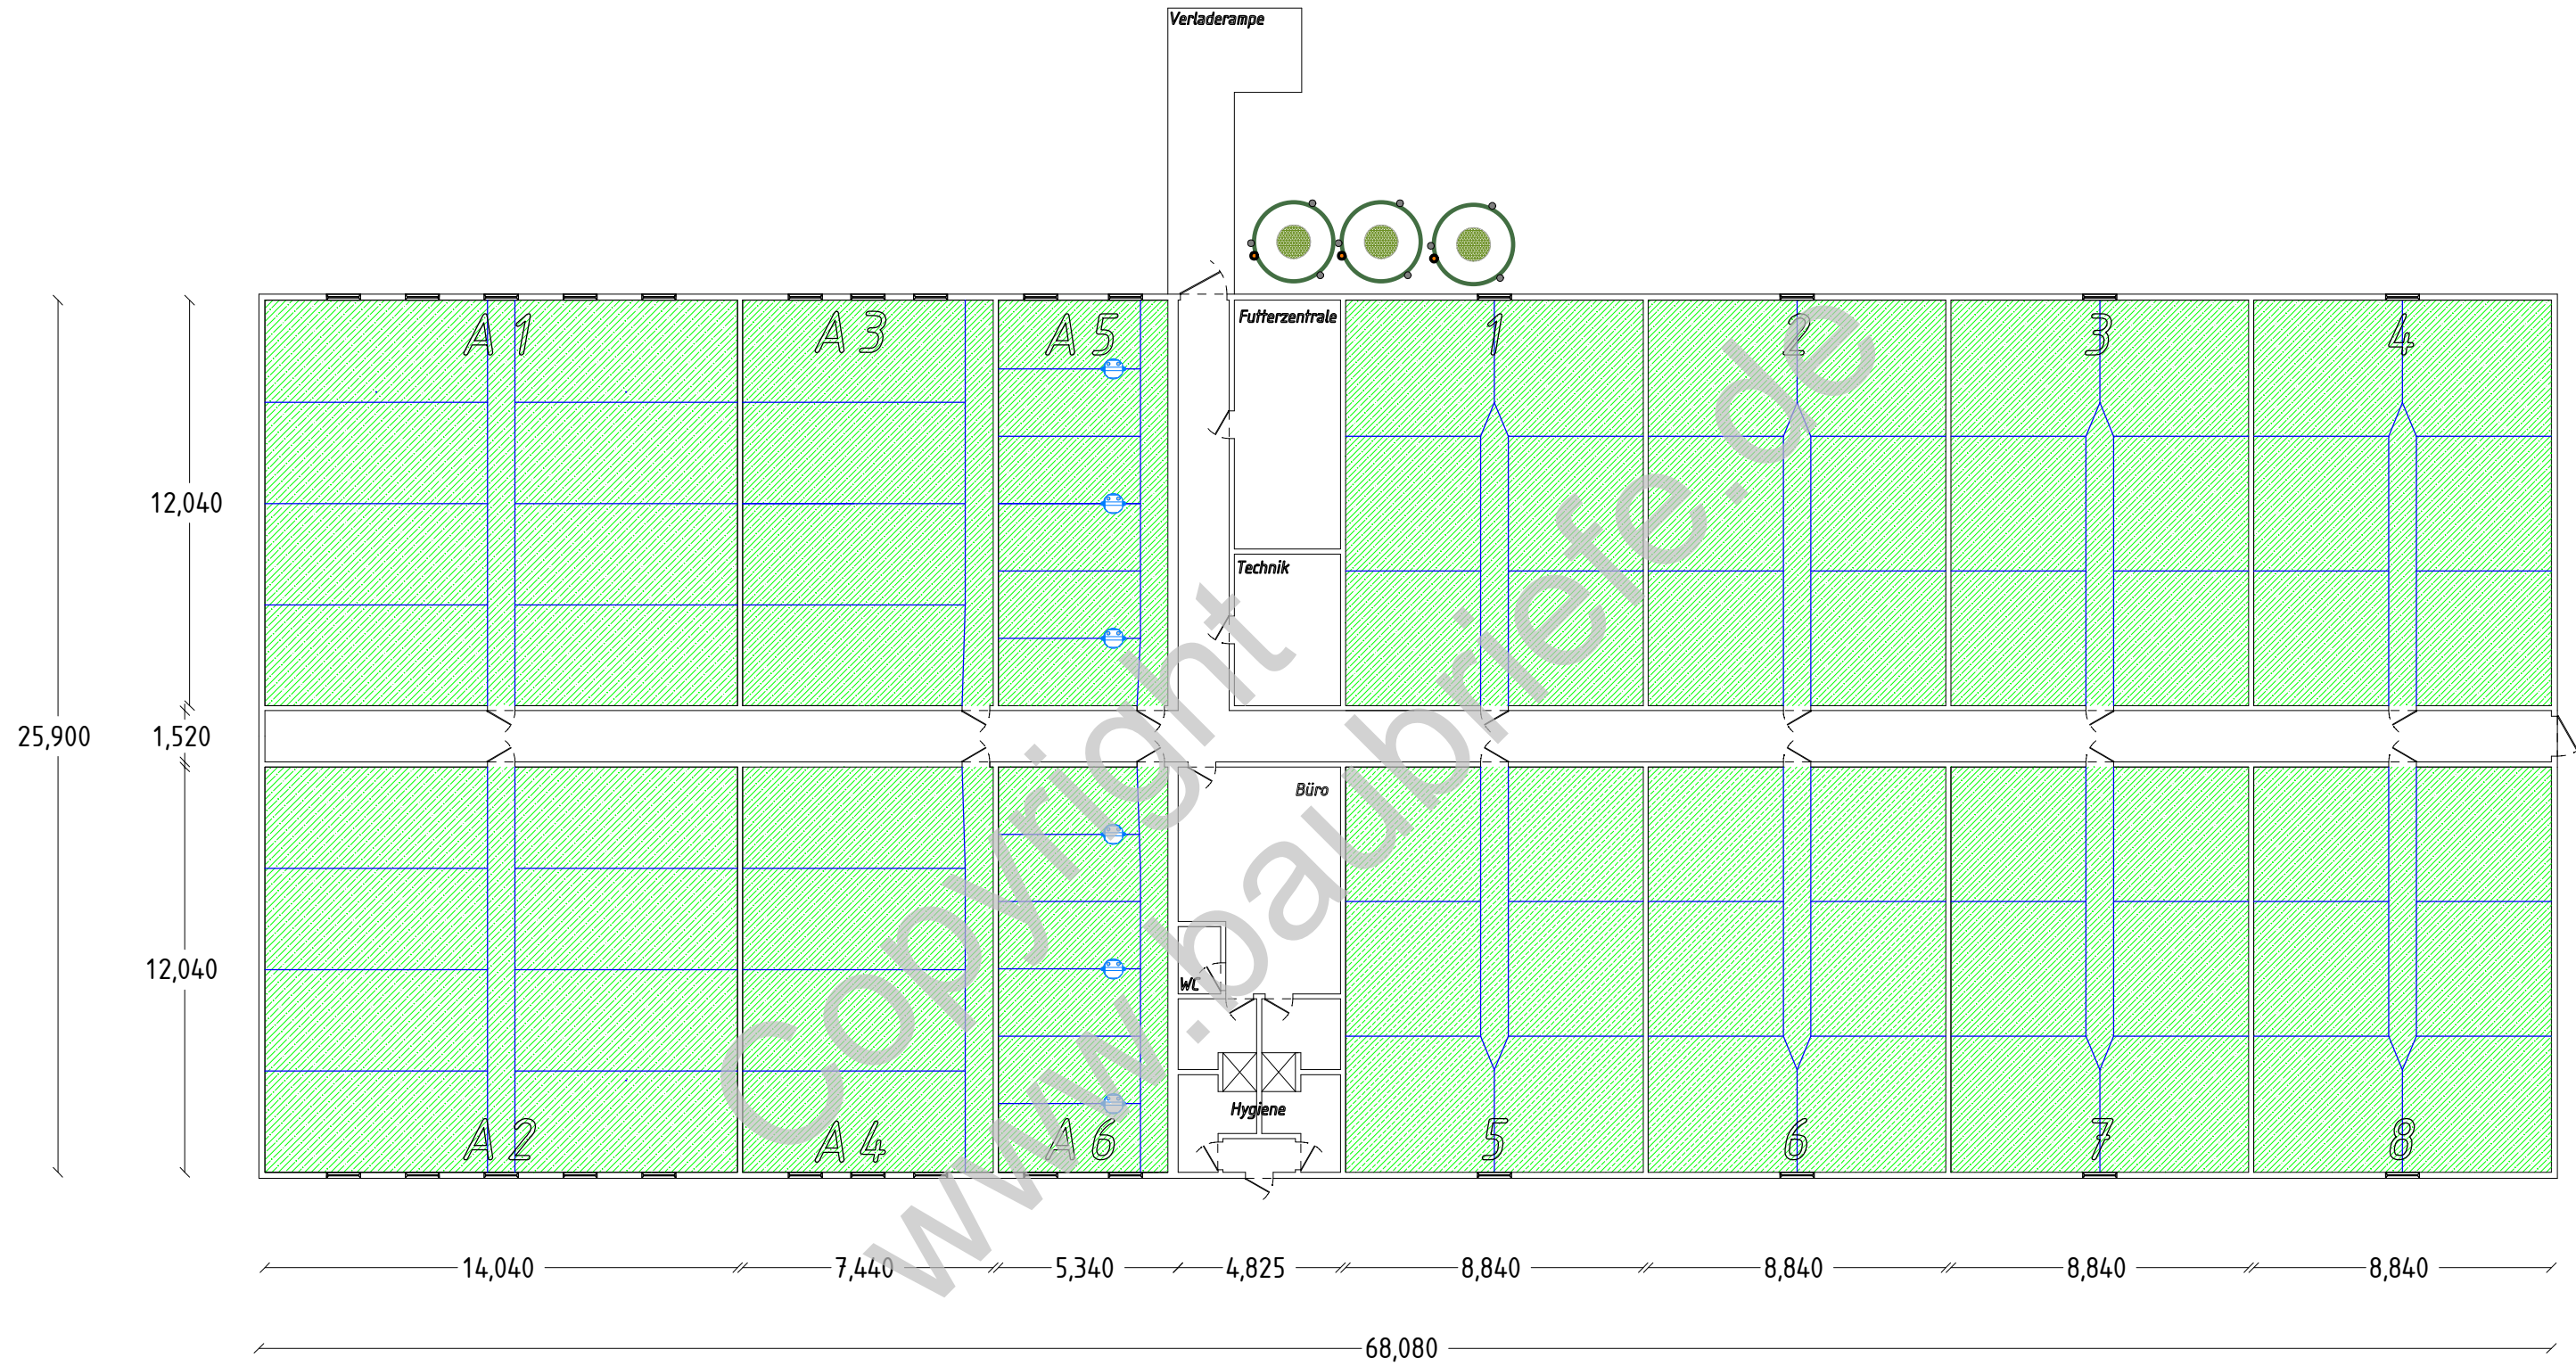 Verladerampe
A 1
A 3
A 5
Futterzentrale
1
2
3
4
12,040
Technik
25,900
1,520
Büro
12,040
WC
Hygiene
A 2
A 4
A 6
5
6
7
8
14,040
7,440
5,340
4,825
8,840
8,840
8,840
8,840
68,080
Copyright
www.baubriefe.de